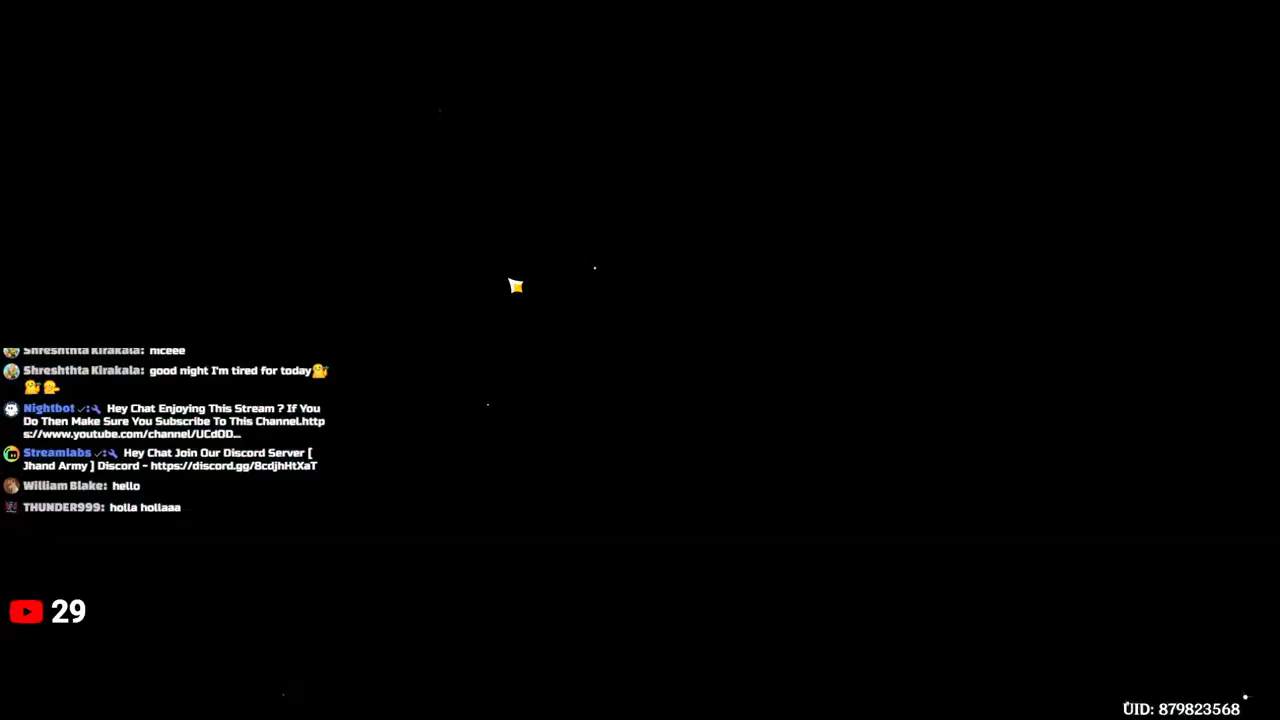 Shreshthta Kirakala: niceee
Shreshthta Kirakala: good night I'm tired for today
Nightbot ✓: Hey Chat Enjoying This Stream ? If You
Do Then Make Sure You Subscribe To This Channel.http
s://www.youtube.com/channel/UCdOD...
Streamlabs ✓: Hey Chat Join Our Discord Server [
Jhand Army ] Discord - https://discord.gg/8cdjhHtXaT
William Blake: hello
THUNDER999: holla hollaaa
29
UID: 879823568